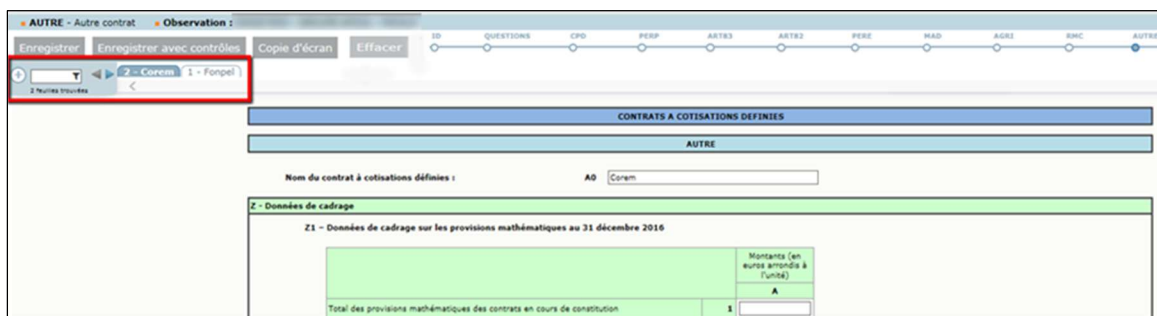 AUTRE - Autre contrat Observation :
Enregistrer Enregistrer avec contrôles Copie d'écran Effacer
ID QUESTIONS CPD PERP ART83 ART82 PERE MAD AGRI RMC AUTRE
2 - Corem 1 - Fonpel
2 feuilles trouvées
CONTRATS A COTISATIONS DEFINIES
AUTRE
Nom du contrat à cotisations définies : A0 Corem
Z - Données de cadrage
Z1 – Données de cadrage sur les provisions mathématiques au 31 décembre 2016
Montants (en
euros arrondis à
l'unité)
A
Total des provisions mathématiques des contrats en cours de constitution 1